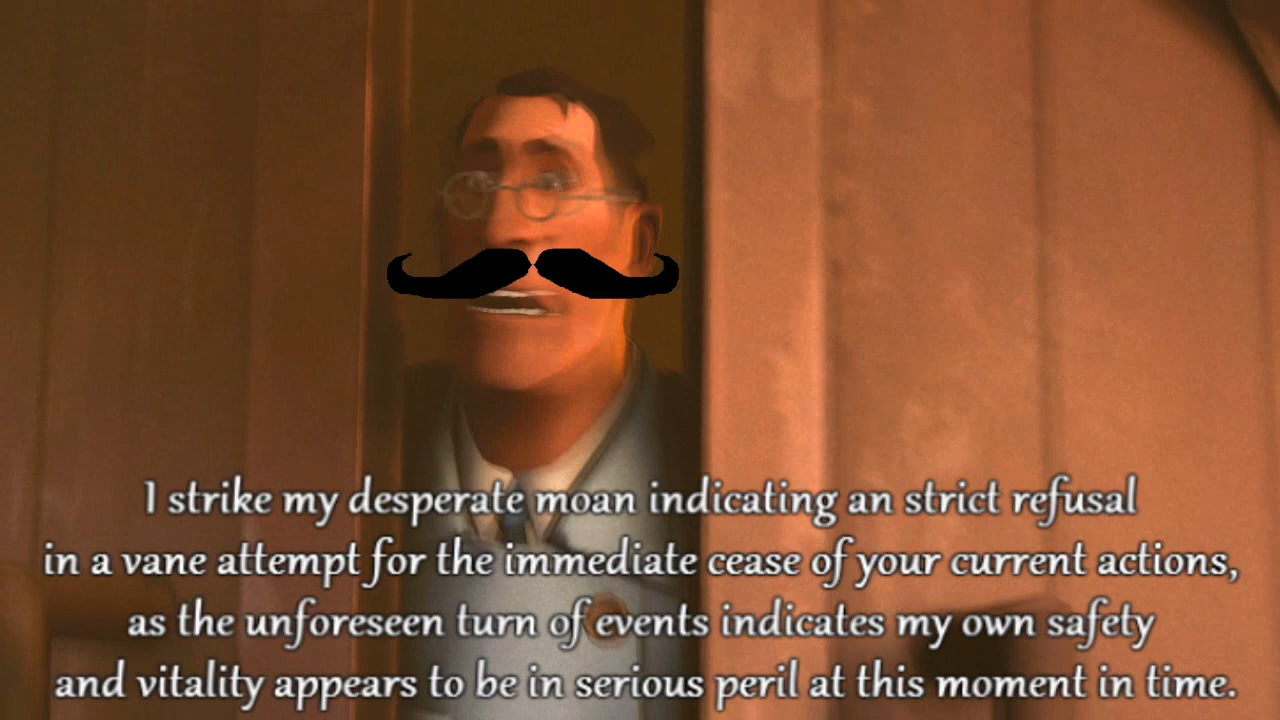 I strike my desperate moan indicating an strict refusal
in a vane attempt for the immediate cease of your current actions,
as the unforeseen turn of events indicates my own safety
and vitality appears to be in serious peril at this moment in time.